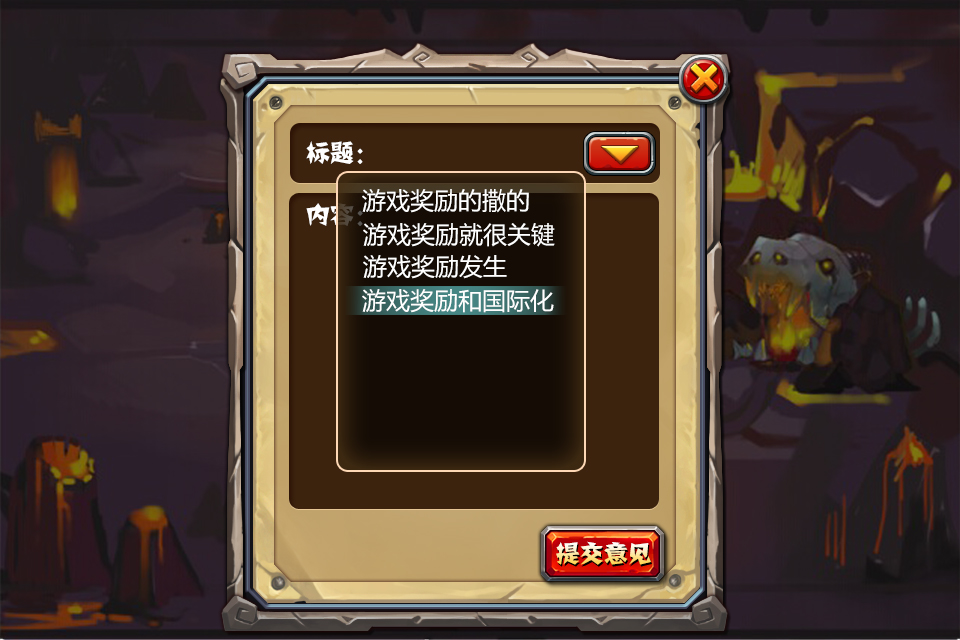 标题：
游戏奖励的撒的
内容：
游戏奖励就很关键
游戏奖励发生
游戏奖励和国际化
提交意见